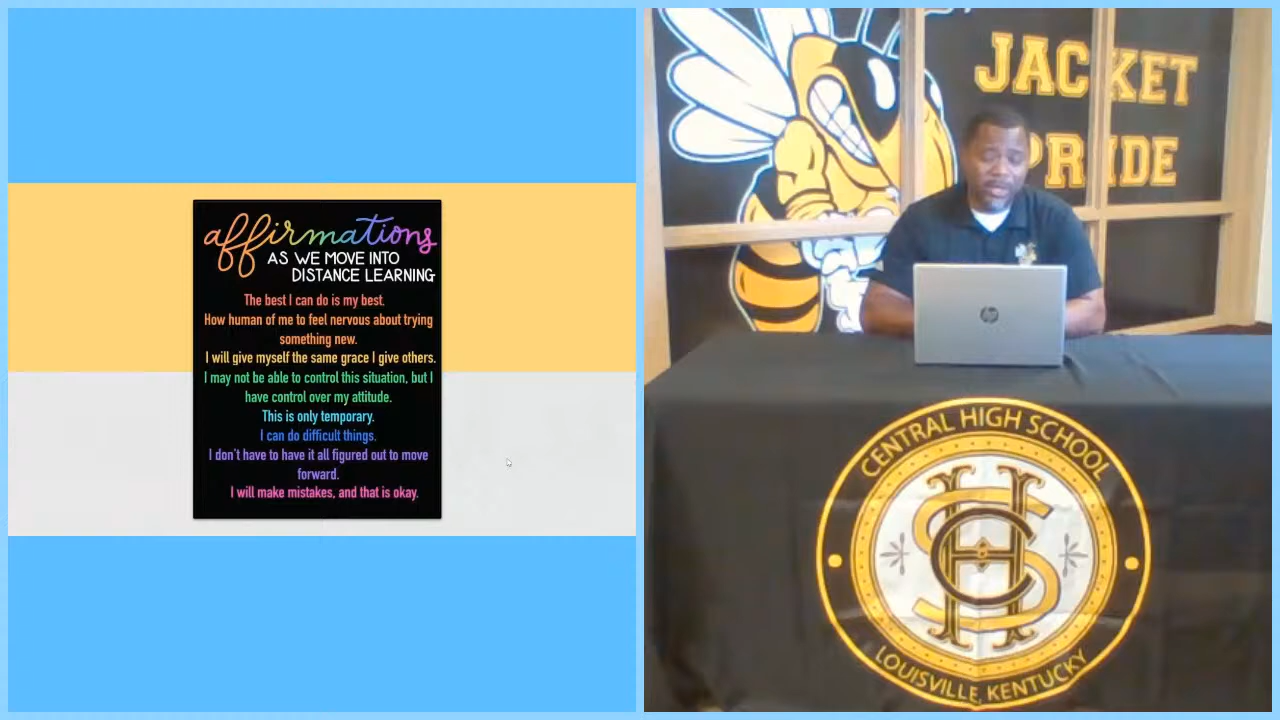 affirmations
AS WE MOVE INTO
DISTANCE LEARNING
The best I can do is my best.
How human of me to feel nervous about trying
something new.
I will give myself the same grace I give others.
I may not be able to control this situation, but I
have control over my attitude.
This is only temporary.
I can do difficult things.
I don't have to have it all figured out to move
forward.
I will make mistakes, and that is okay.
JACKET
PRIDE
hp
CENTRAL HIGH SCHOOL
CHS
LOUISVILLE, KENTUCKY